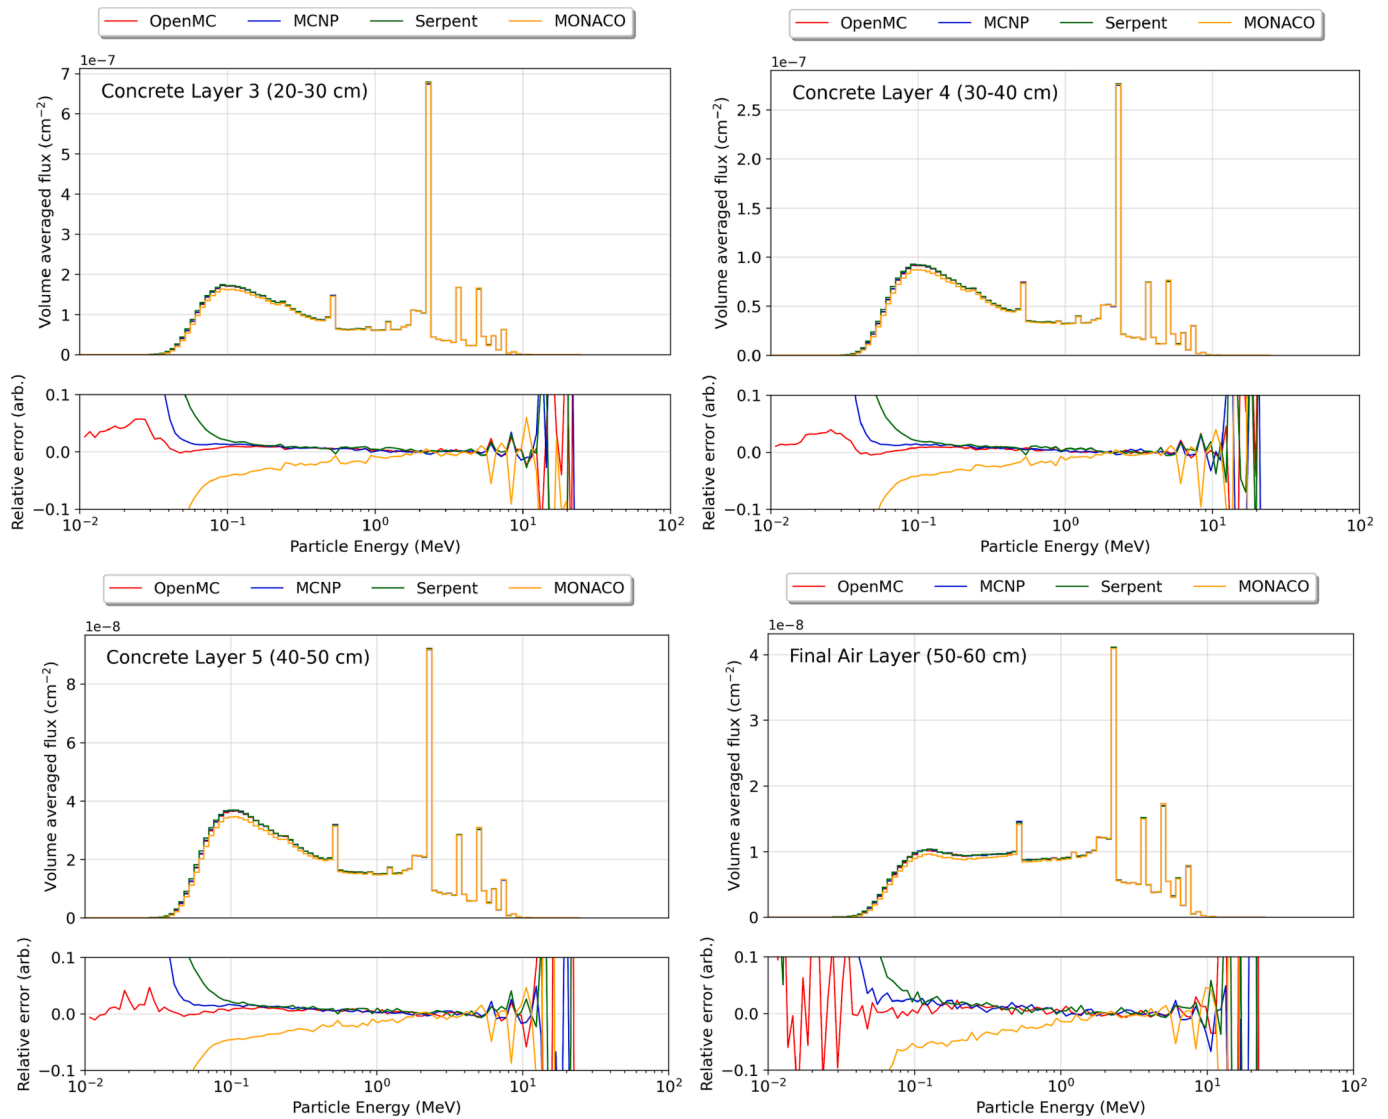 OpenMC MCNP Serpent MONACO
1e−7
Concrete Layer 3 (20-30 cm)
Volume averaged flux (cm⁻²)
7
6
5
4
3
2
1
0
Relative error (arb.)
0.1
0.0
−0.1
10⁻² 10⁻¹ 10⁰ 10¹ 10²
Particle Energy (MeV)
OpenMC MCNP Serpent MONACO
1e−7
Concrete Layer 4 (30-40 cm)
Volume averaged flux (cm⁻²)
2.5
2.0
1.5
1.0
0.5
0.0
Relative error (arb.)
0.1
0.0
−0.1
10⁻² 10⁻¹ 10⁰ 10¹ 10²
Particle Energy (MeV)
OpenMC MCNP Serpent MONACO
1e−8
Concrete Layer 5 (40-50 cm)
Volume averaged flux (cm⁻²)
8
6
4
2
0
Relative error (arb.)
0.1
0.0
−0.1
10⁻² 10⁻¹ 10⁰ 10¹ 10²
Particle Energy (MeV)
OpenMC MCNP Serpent MONACO
1e−8
Final Air Layer (50-60 cm)
Volume averaged flux (cm⁻²)
4
3
2
1
0
Relative error (arb.)
0.1
0.0
−0.1
10⁻² 10⁻¹ 10⁰ 10¹ 10²
Particle Energy (MeV)